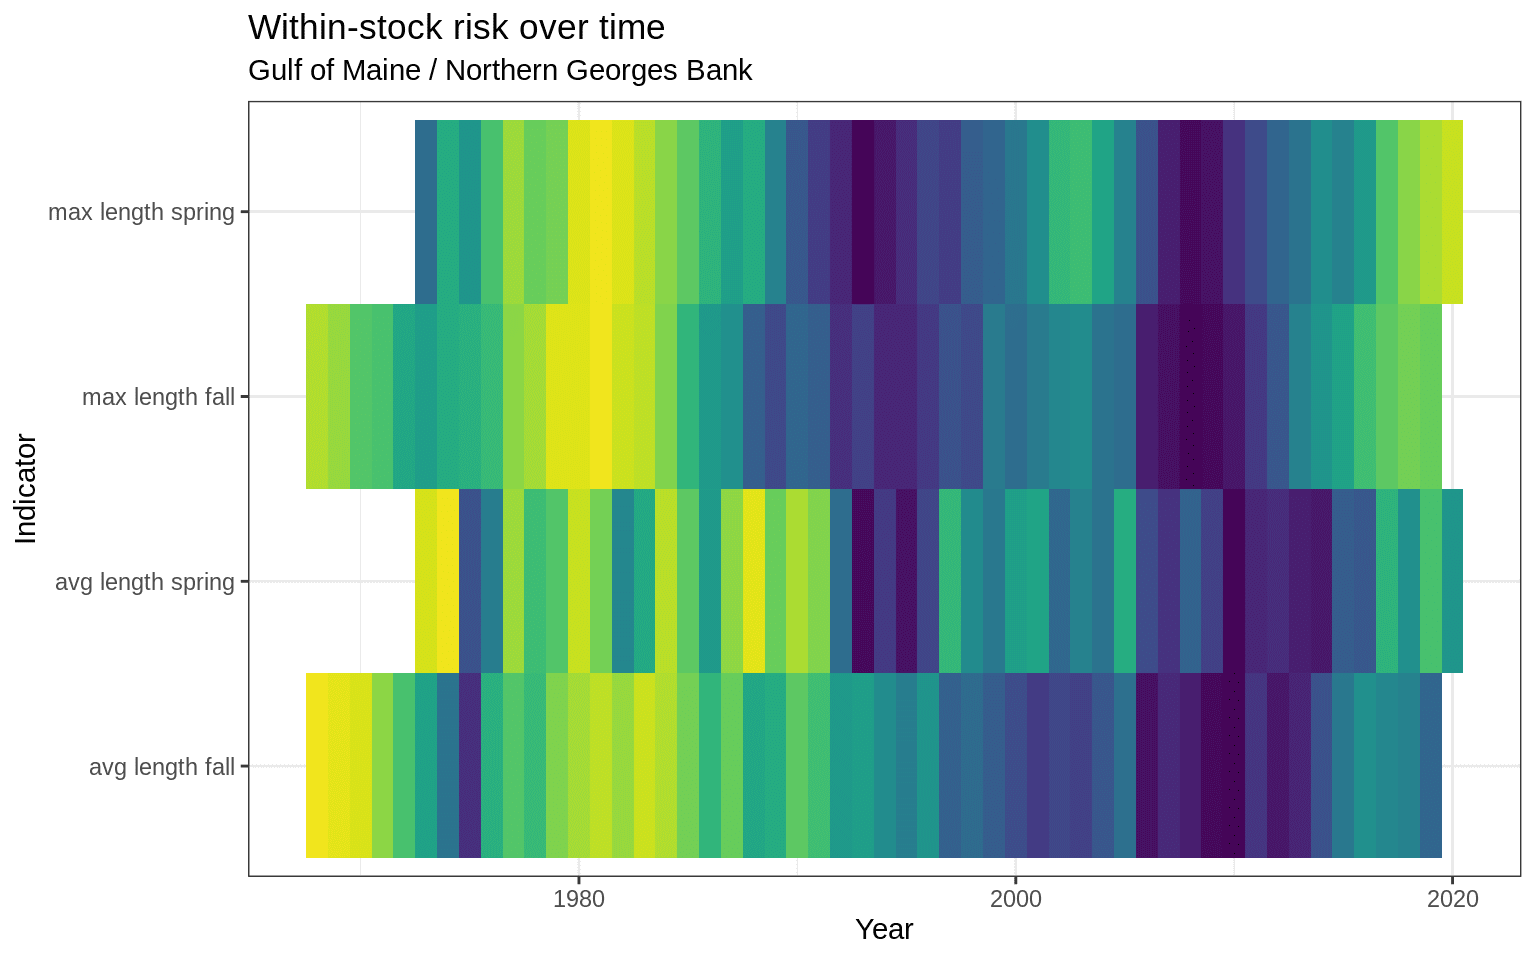 Within-stock risk over time
Gulf of Maine / Northern Georges Bank
max length spring
max length fall
avg length spring
avg length fall
Indicator
1980
2000
2020
Year